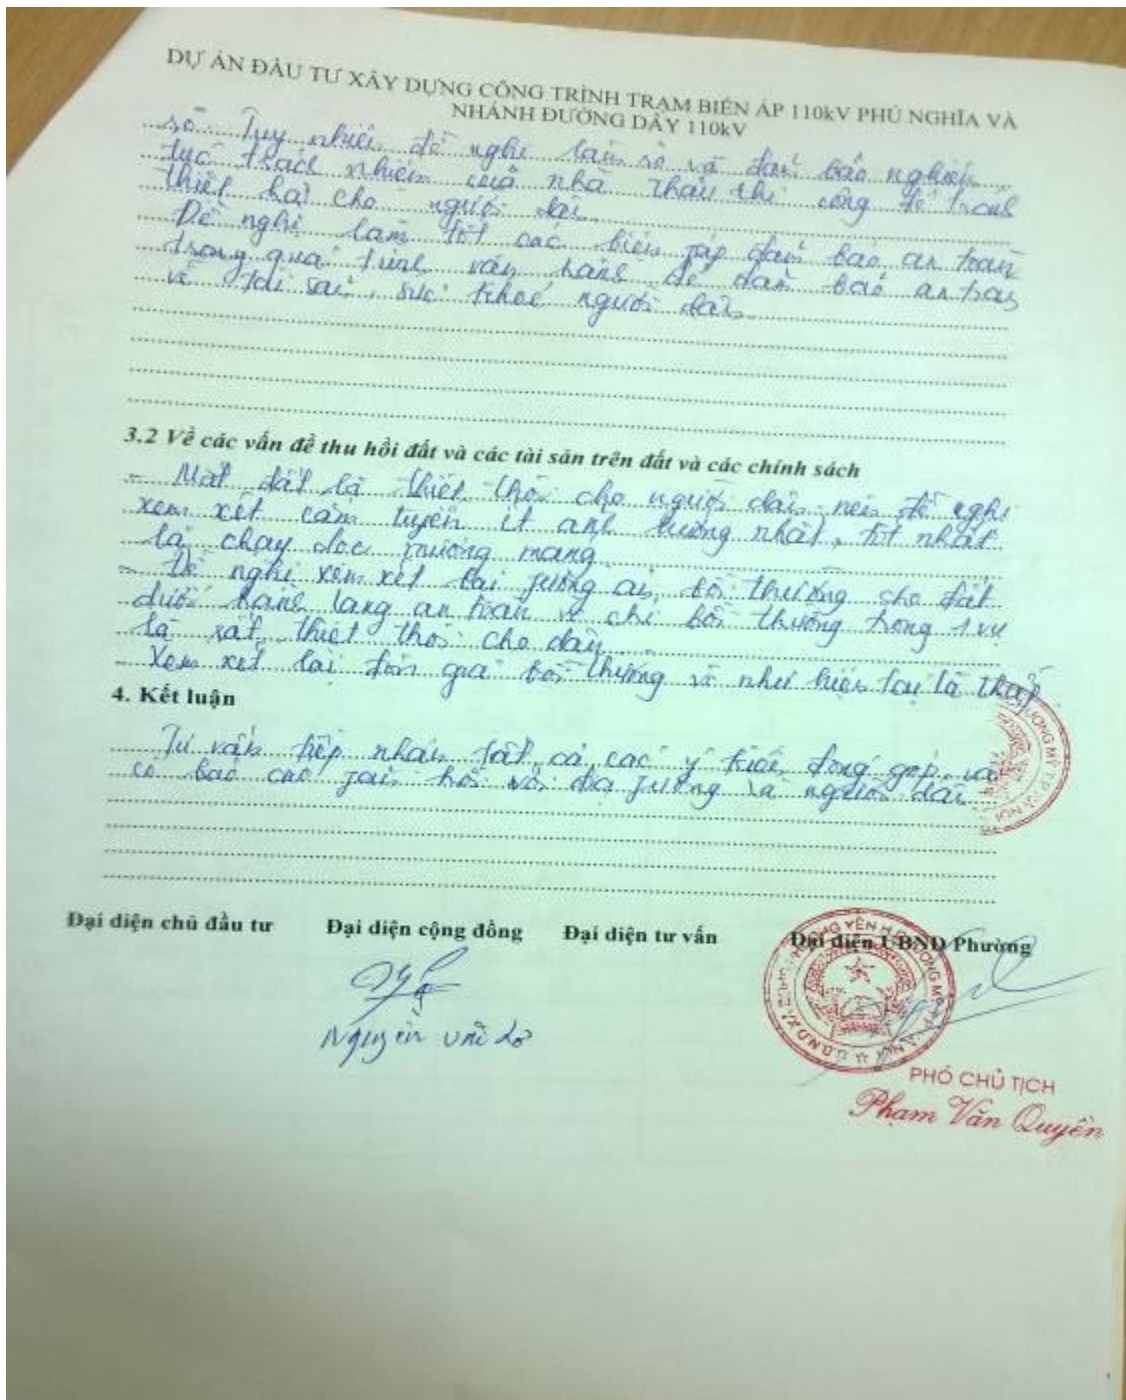 DỰ ÁN ĐẦU TƯ XÂY DỰNG CÔNG TRÌNH TRẠM BIẾN ÁP 110kV PHÚ NGHĨA VÀ
NHÁNH ĐƯỜNG DÂY 110kV
số. Tuy nhiên đề nghị làm rõ và đảm bảo nghiêm
túc trách nhiệm của nhà thầu thi công để tránh
thiệt hại cho người dân.
Đề nghị làm tốt các biện pháp đảm bảo an toàn
trong quá trình vận hành để đảm bảo an toàn
về tài sản, sức khoẻ người dân.
3.2 Về các vấn đề thu hồi đất và các tài sản trên đất và các chính sách
- Mất đất là thiệt thòi cho người dân nên đề nghị
xem xét cắm tuyến ít ảnh hưởng nhất, tốt nhất
là chạy dọc mương máng.
- Đề nghị xem xét lại phương án bồi thường cho đất
dưới hành lang an toàn vì chỉ bồi thường trong 1 vụ
là rất thiệt thòi cho dân.
- Xem xét lại đơn giá bồi thường vì như hiện tại là thấp
4. Kết luận
Tư vấn tiếp nhận tất cả các ý kiến đóng góp và
có báo cáo phản hồi với địa phương và người dân
Đại diện chủ đầu tư Đại diện cộng đồng Đại diện tư vấn Đại diện UBND Phường
Nguyễn
PHÓ CHỦ TỊCH
Phạm Văn Quyên